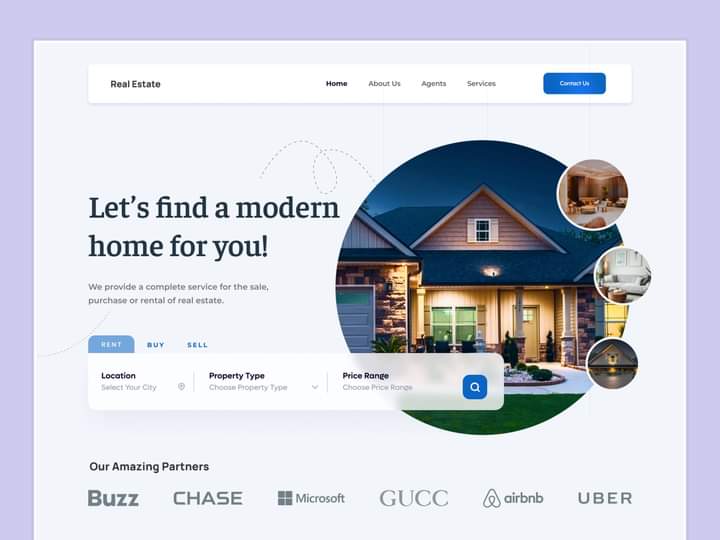 Real Estate
Home
About Us
Agents
Services
Contact Us
Let's find a modern
home for you!
We provide a complete service for the sale,
purchase or rental of real estate.
RENT
BUY
SELL
Location
Select Your City
Property Type
Choose Property Type
Price Range
Choose Price Range
Our Amazing Partners
Buzz
CHASE
Microsoft
GUCC
airbnb
UBER